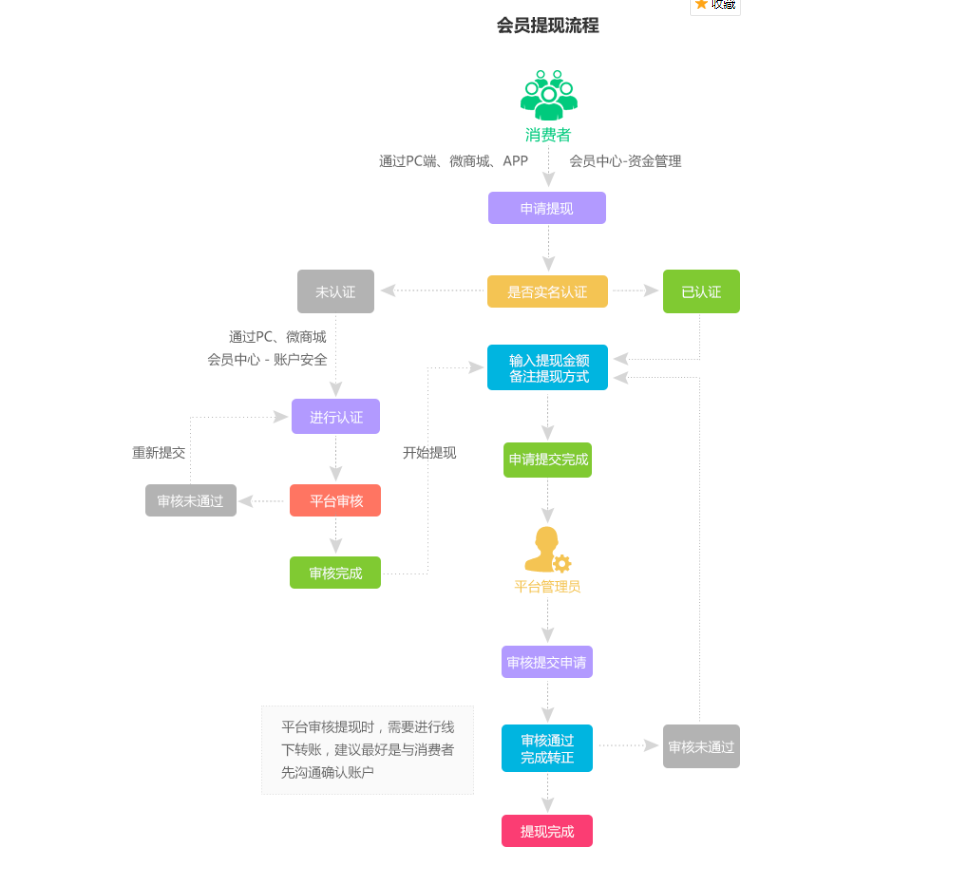 收藏
会员提现流程
消费者
通过PC端、微商城、APP
会员中心-资金管理
申请提现
未认证
是否实名认证
已认证
通过PC、微商城
会员中心 - 账户安全
输入提现金额
备注提现方式
进行认证
重新提交
开始提现
申请提交完成
审核未通过
平台审核
审核完成
平台管理员
审核提交申请
平台审核提现时，需要进行线
下转账，建议最好是与消费者
先沟通确认账户
审核通过
完成转正
审核未通过
提现完成